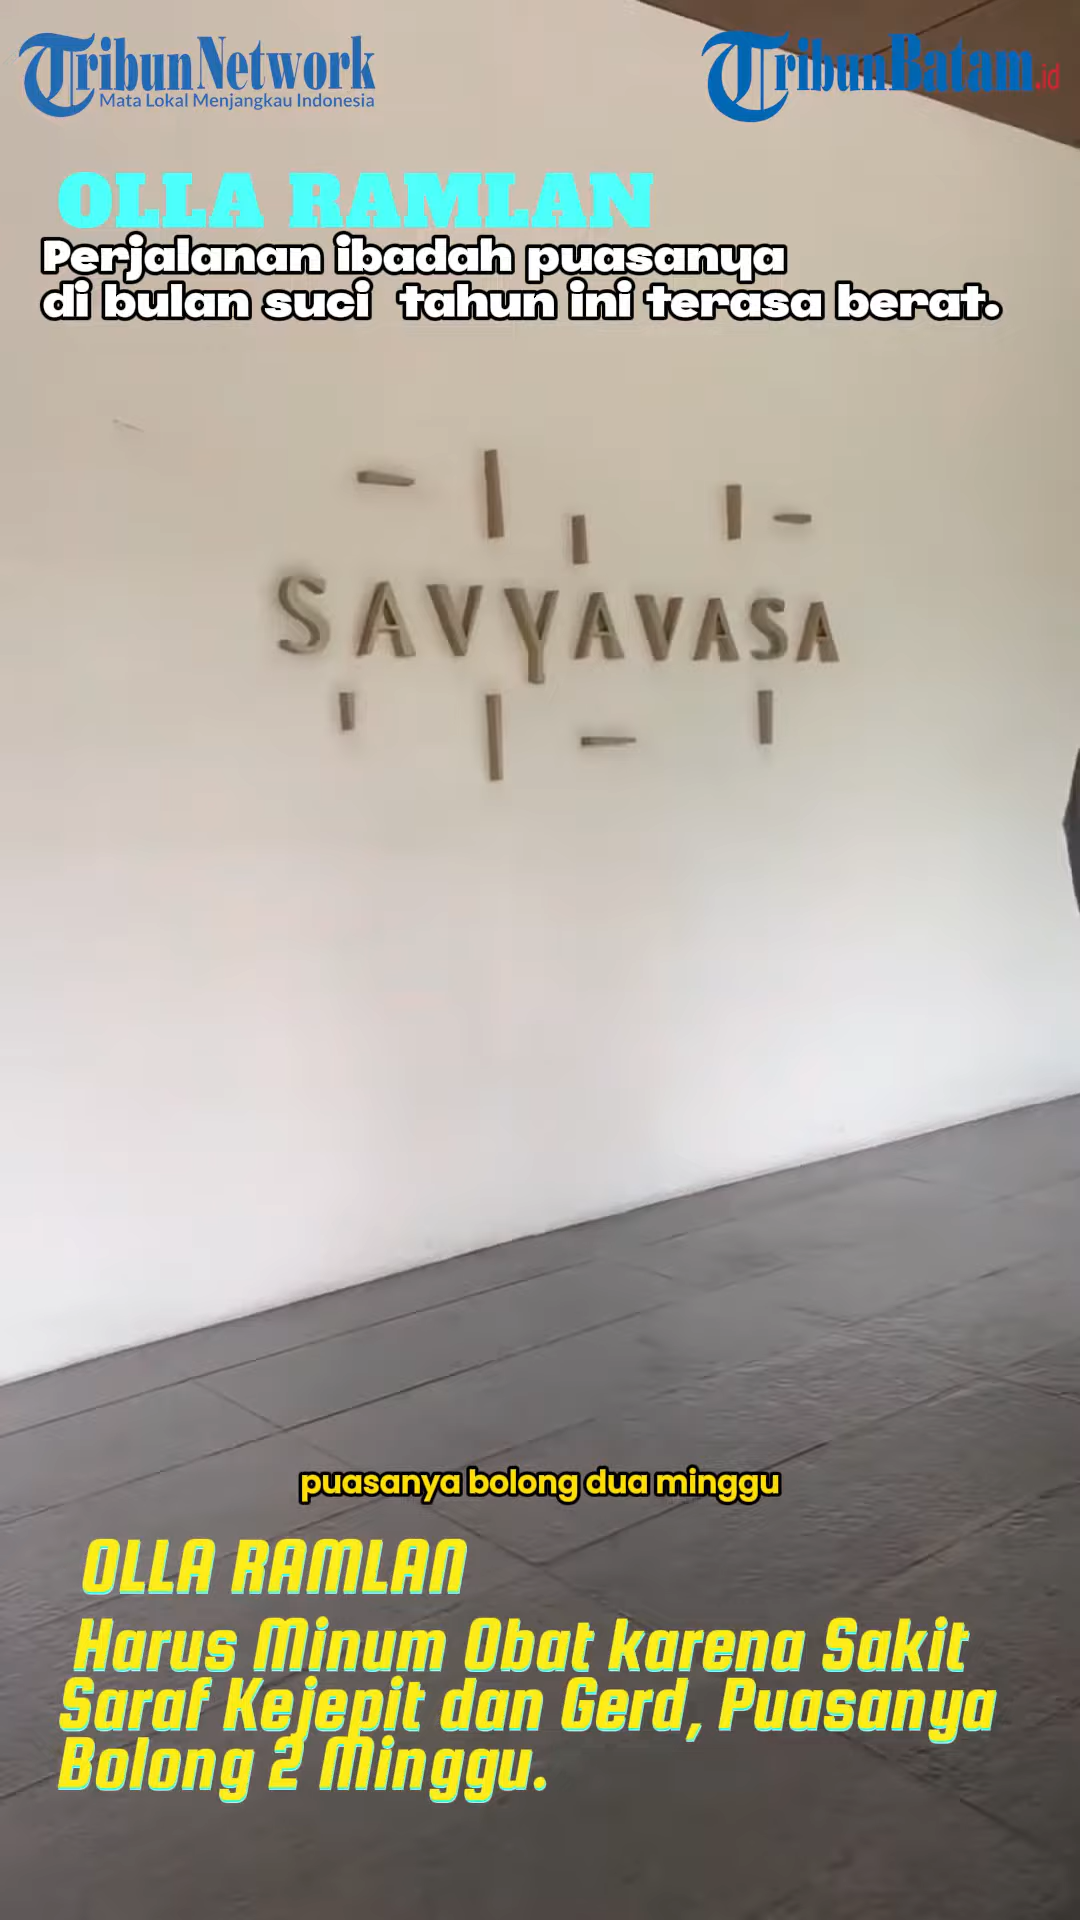 TribunNetwork
Mata Lokal Menjangkau Indonesia
TribunBatam.id
OLLA RAMLAN
Perjalanan ibadah puasanya
di bulan suci tahun ini terasa berat.
SAVYAVASA
puasanya bolong dua minggu
OLLA RAMLAN
Harus Minum Obat karena Sakit
Saraf Kejepit dan Gerd, Puasanya
Bolong 2 Minggu.